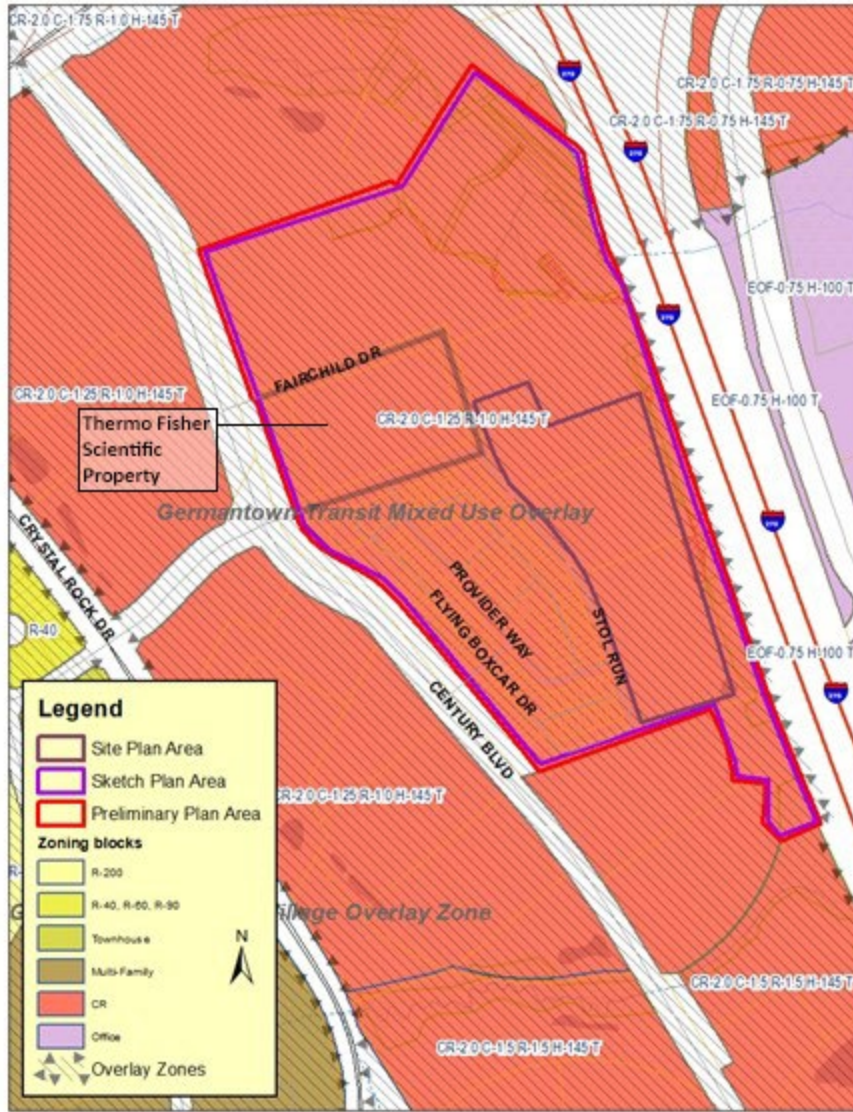 CR-2.0 C-1.75 R-1.0 H-145 T
270
CR-2.0 C-1.75 R-0.75 H-145 T
CR-2.0 C-1.75 R-0.75 H-145 T
270
EOF-0.75 H-100 T
270
FAIRCHILD DR
CR-2.0 C-1.25 R-1.0 H-145 T
EOF-0.75 H-100 T
CR-2.0 C-1.25 R-1.0 H-145 T
Thermo Fisher
Scientific
Property
Germantown Transit Mixed Use Overlay
270
CRYSTAL ROCK DR
PROVIDER WAY
FLYING BOXCAR DR
STOL RUN
R-40
EOF-0.75 H-100 T
CENTURY BLVD
270
Legend
Site Plan Area
Sketch Plan Area
Preliminary Plan Area
Zoning blocks
R-200
R-40, R-60, R-90
Townhouse
Multi-Family
CR
Office
Overlay Zones
N
CR-2.0 C-1.25 R-1.0 H-145 T
Village Overlay Zone
CR-2.0 C-1.5 R-1.5 H-145 T
CR-2.0 C-1.5 R-1.5 H-145 T